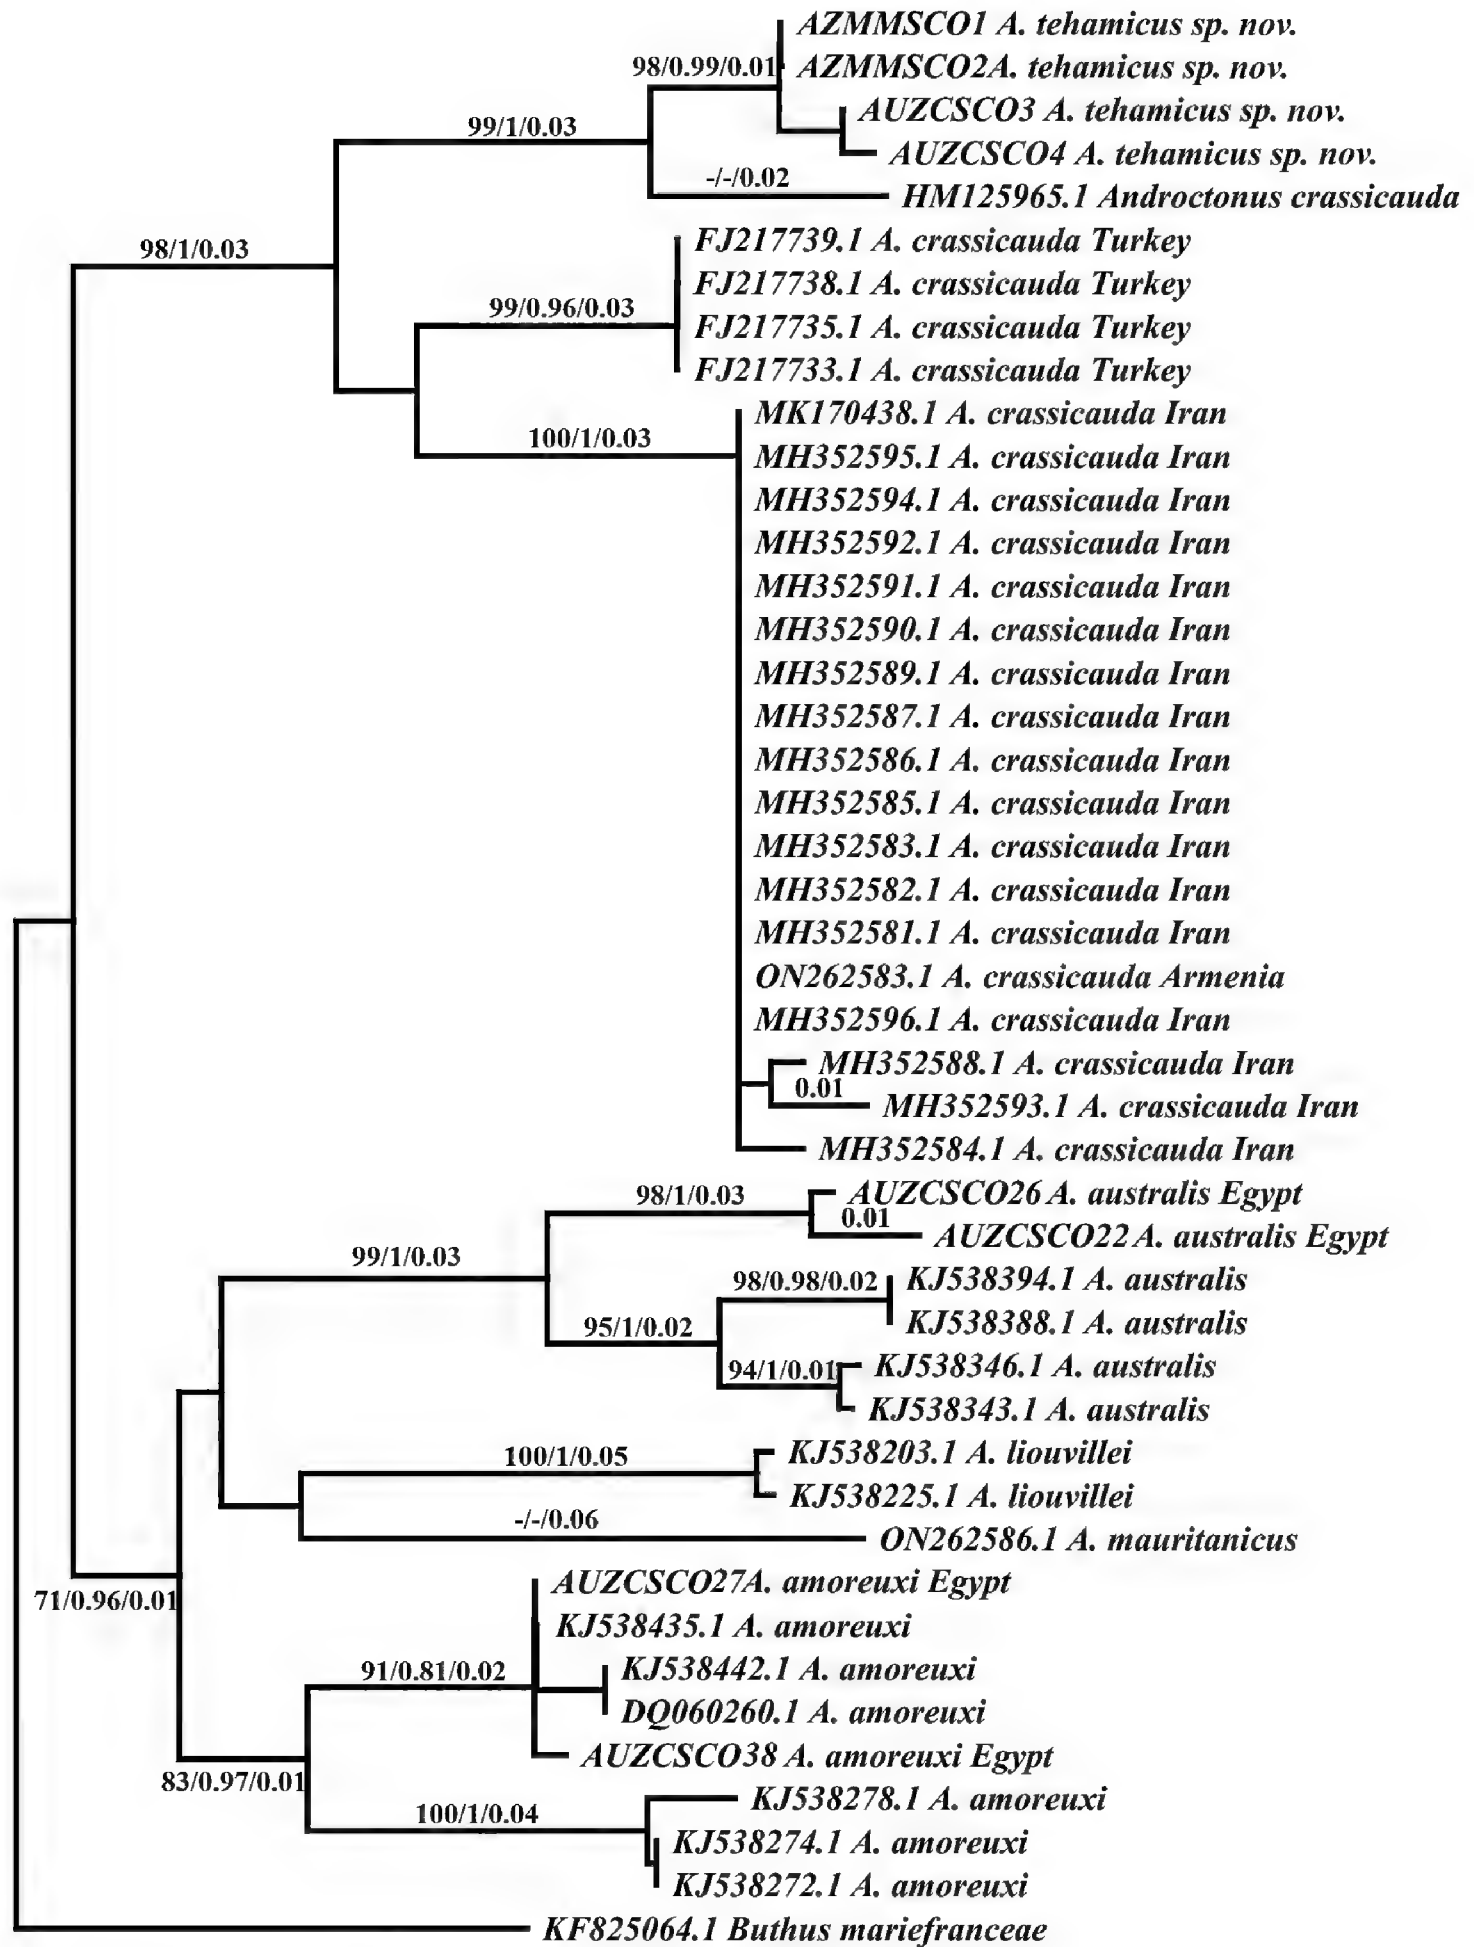 AZMMSCO1 A. tehamicus sp. nov.
98/0.99/0.01
AZMMSCO2A. tehamicus sp. nov.
AUZCSCO3 A. tehamicus sp. nov.
99/1/0.03
AUZCSCO4 A. tehamicus sp. nov.
-/-/0.02
HM125965.1 Androctonus crassicauda
98/1/0.03
FJ217739.1 A. crassicauda Turkey
FJ217738.1 A. crassicauda Turkey
99/0.96/0.03
FJ217735.1 A. crassicauda Turkey
FJ217733.1 A. crassicauda Turkey
MK170438.1 A. crassicauda Iran
100/1/0.03
MH352595.1 A. crassicauda Iran
MH352594.1 A. crassicauda Iran
MH352592.1 A. crassicauda Iran
MH352591.1 A. crassicauda Iran
MH352590.1 A. crassicauda Iran
MH352589.1 A. crassicauda Iran
MH352587.1 A. crassicauda Iran
MH352586.1 A. crassicauda Iran
MH352585.1 A. crassicauda Iran
MH352583.1 A. crassicauda Iran
MH352582.1 A. crassicauda Iran
MH352581.1 A. crassicauda Iran
ON262583.1 A. crassicauda Armenia
MH352596.1 A. crassicauda Iran
MH352588.1 A. crassicauda Iran
0.01
MH352593.1 A. crassicauda Iran
MH352584.1 A. crassicauda Iran
98/1/0.03
AUZCSCO26 A. australis Egypt
0.01
AUZCSCO22 A. australis Egypt
99/1/0.03
98/0.98/0.02
KJ538394.1 A. australis
KJ538388.1 A. australis
95/1/0.02
KJ538346.1 A. australis
94/1/0.01
KJ538343.1 A. australis
100/1/0.05
KJ538203.1 A. liouvillei
KJ538225.1 A. liouvillei
-/-/0.06
ON262586.1 A. mauritanicus
71/0.96/0.01
AUZCSCO27A. amoreuxi Egypt
KJ538435.1 A. amoreuxi
91/0.81/0.02
KJ538442.1 A. amoreuxi
DQ060260.1 A. amoreuxi
AUZCSCO38 A. amoreuxi Egypt
83/0.97/0.01
KJ538278.1 A. amoreuxi
100/1/0.04
KJ538274.1 A. amoreuxi
KJ538272.1 A. amoreuxi
KF825064.1 Buthus mariefranceae